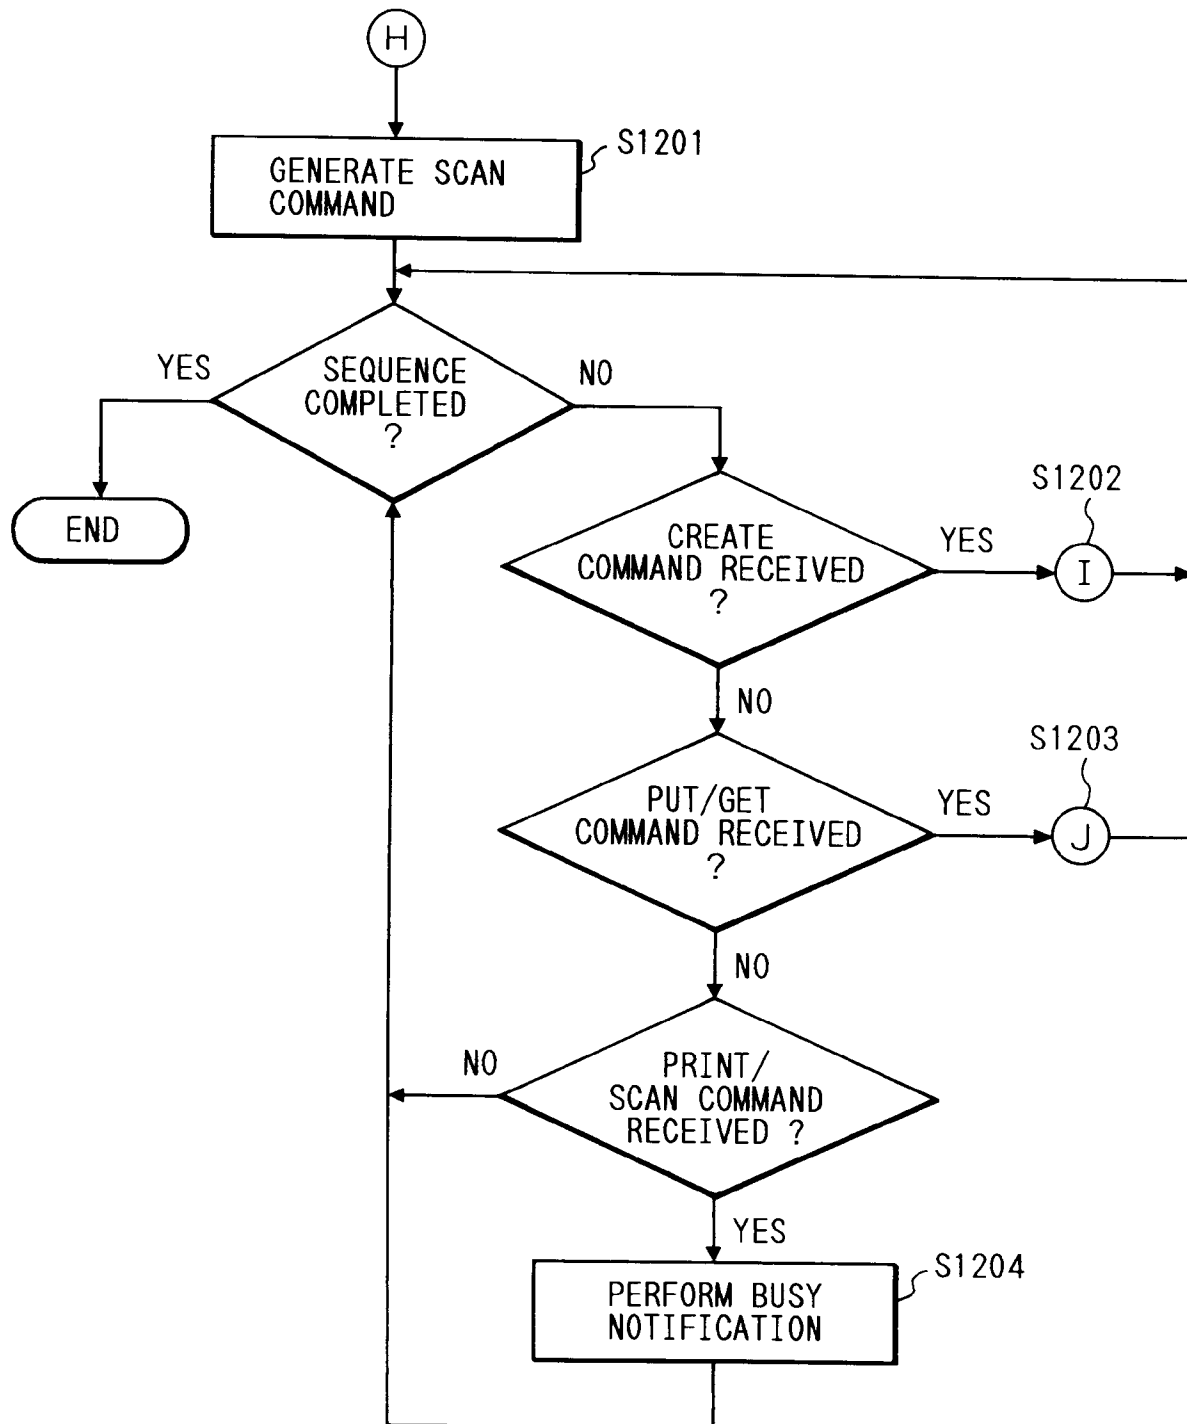 H
S1201
GENERATE SCAN
COMMAND
YES
SEQUENCE
COMPLETED
?
NO
END
S1202
CREATE
COMMAND RECEIVED
?
YES
I
NO
S1203
PUT/GET
COMMAND RECEIVED
?
YES
J
NO
NO
PRINT/
SCAN COMMAND
RECEIVED ?
YES
S1204
PERFORM BUSY
NOTIFICATION